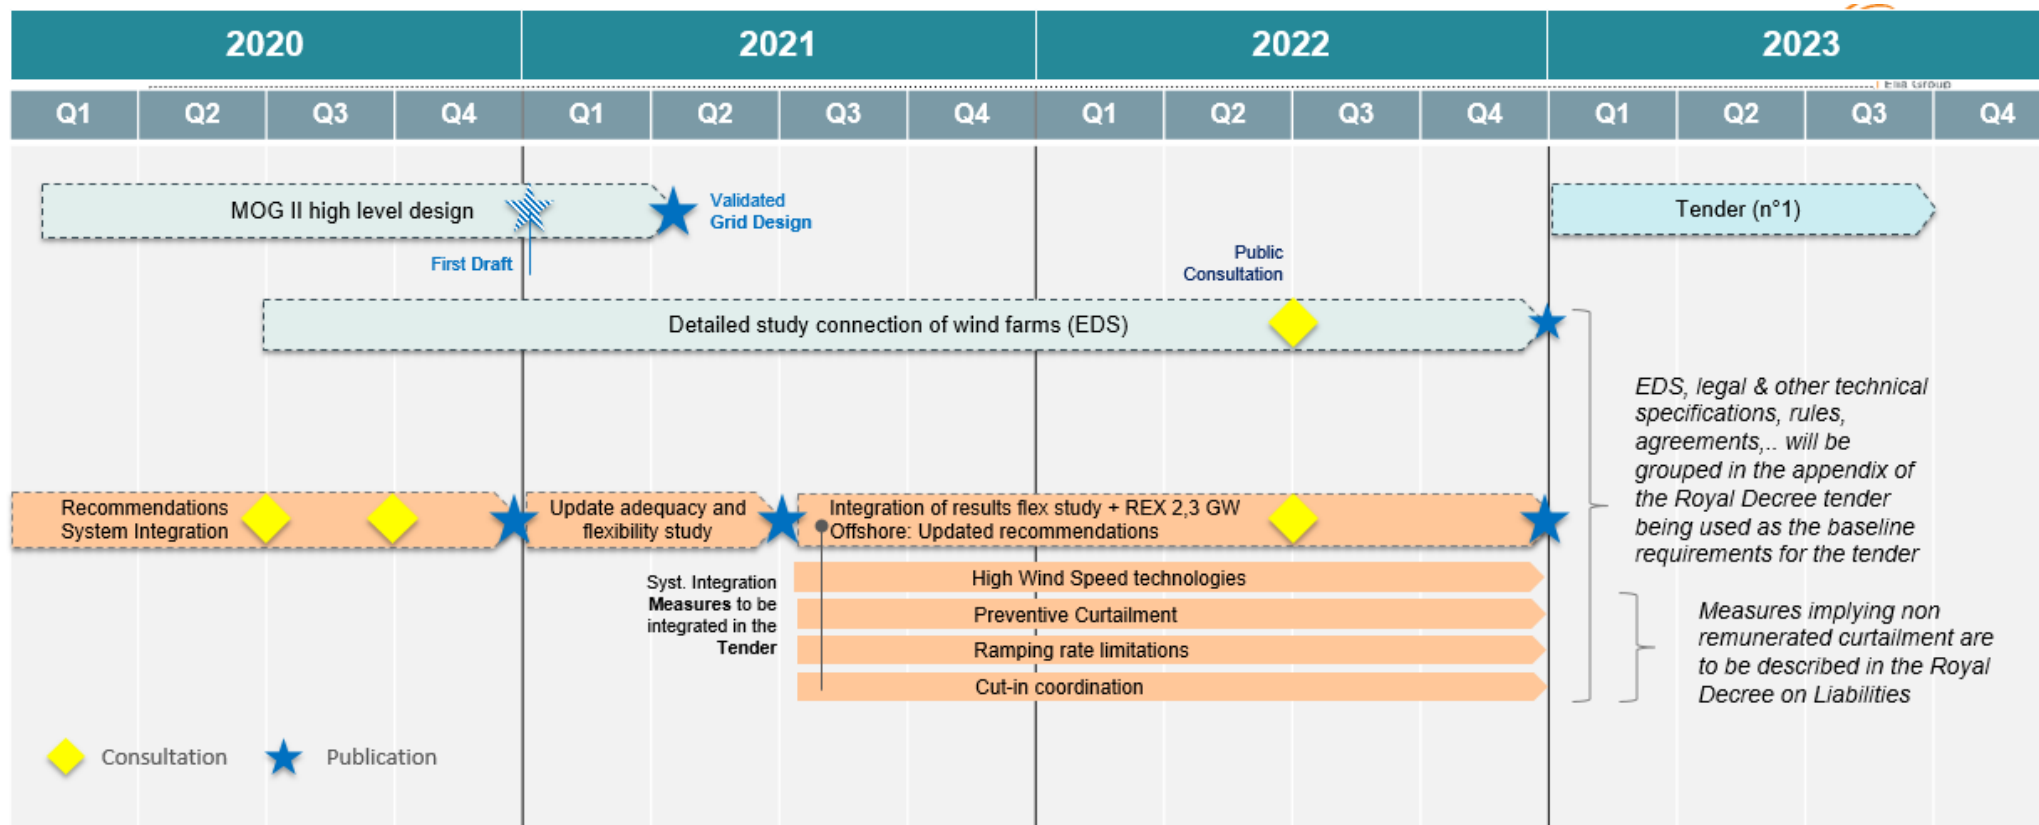 2020 2021 2022 2023
Elia Group
Q1 Q2 Q3 Q4 Q1 Q2 Q3 Q4 Q1 Q2 Q3 Q4 Q1 Q2 Q3 Q4
MOG II high level design
Validated
Grid Design
First Draft
Tender (n°1)
Public
Consultation
Detailed study connection of wind farms (EDS)
EDS, legal & other technical
specifications, rules,
agreements,.. will be
grouped in the appendix of
the Royal Decree tender
being used as the baseline
requirements for the tender
Recommendations
System Integration
Update adequacy and
flexibility study
Integration of results flex study + REX 2,3 GW
Offshore: Updated recommendations
Syst. Integration
Measures to be
integrated in the
Tender
High Wind Speed technologies
Preventive Curtailment
Ramping rate limitations
Cut-in coordination
Measures implying non
remunerated curtailment are
to be described in the Royal
Decree on Liabilities
Consultation
Publication